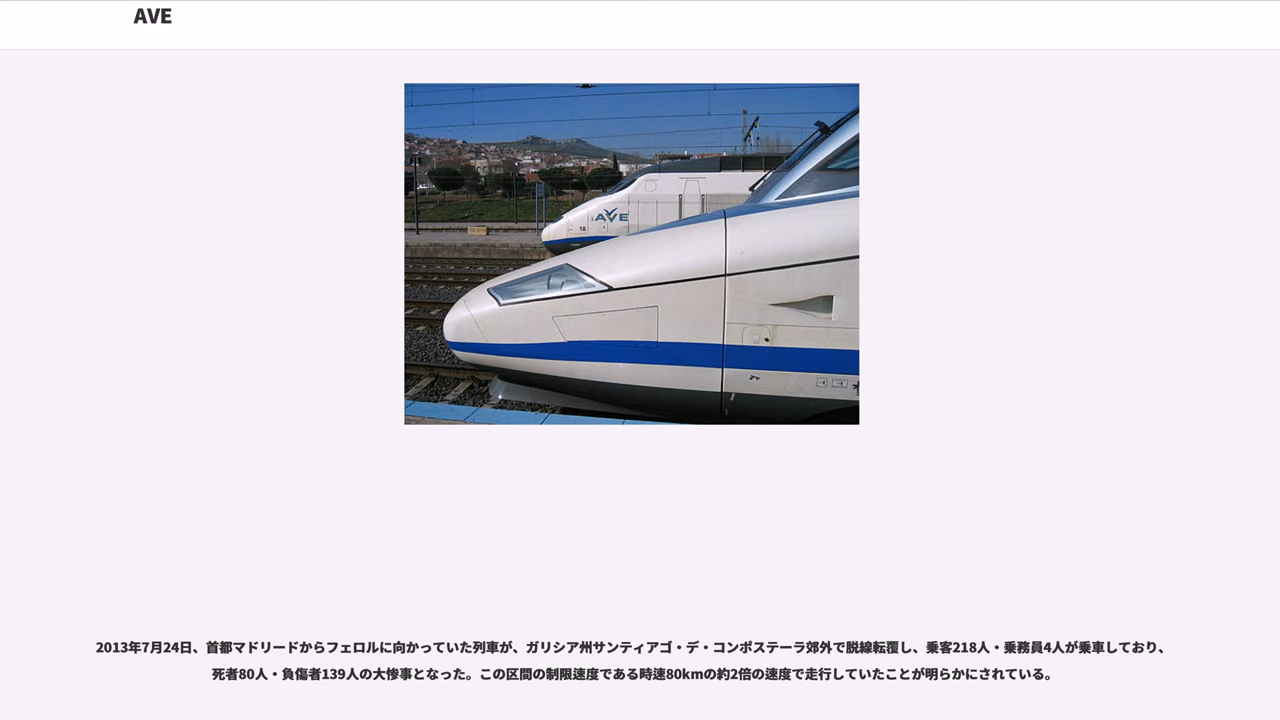 AVE
AVE
18
2013年7月24日、首都マドリードからフェロルに向かっていた列車が、ガリシア州サンティアゴ・デ・コンポステーラ郊外で脱線転覆し、乗客218人・乗務員4人が乗車しており、
死者80人・負傷者139人の大惨事となった。この区間の制限速度である時速80kmの約2倍の速度で走行していたことが明らかにされている。